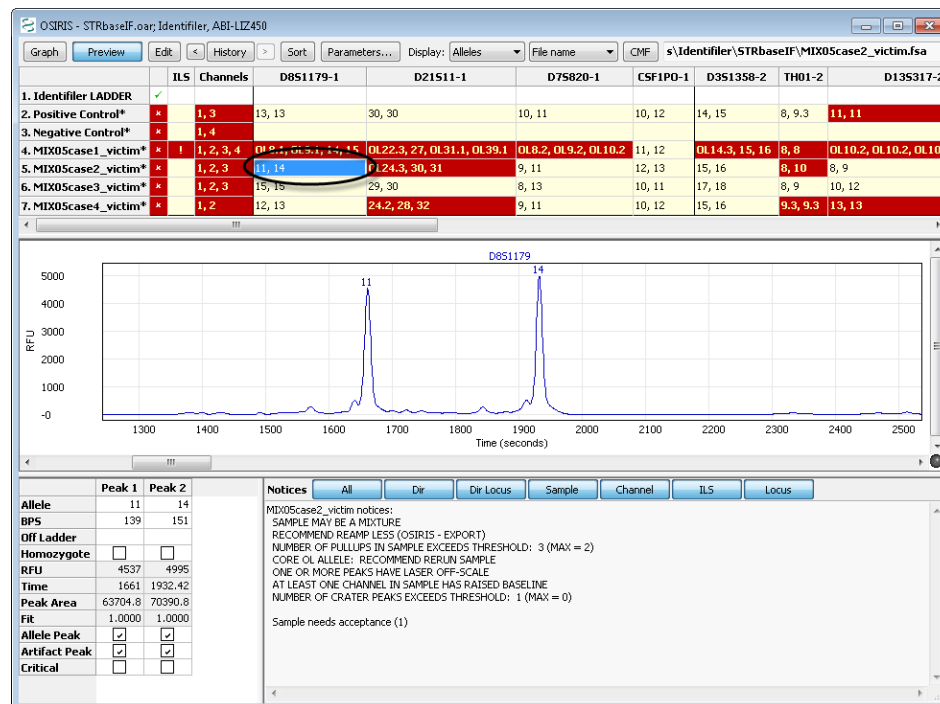 OSIRIS - STRbaseIF.oar; Identifiler, ABI-LIZ450
Graph Preview Edit < History > Sort Parameters... Display: Alleles File name CMF s\Identifiler\STRbaseIF\MIX05case2_victim.fsa
ILS Channels D8S1179-1 D21S11-1 D7S820-1 CSF1PO-1 D3S1358-2 TH01-2 D13S317-2
1. Identifiler LADDER
2. Positive Control* 1, 3 13, 13 30, 30 10, 11 10, 12 14, 15 8, 9.3 11, 11
3. Negative Control* 1, 4
4. MIX05case1_victim* ! 1, 2, 3, 4 OL8.1, OL9.1, 14, 15 OL22.3, 27, OL31.1, OL39.1 OL8.2, OL9.2, OL10.2 11, 12 OL14.3, 15, 16 8, 8 OL10.2, OL10.2, OL10
5. MIX05case2_victim* 1, 2, 3 11, 14 OL24.3, 30, 31 9, 11 12, 13 15, 16 8, 10 8, 9
6. MIX05case3_victim* 1, 2, 3 15, 15 29, 30 8, 13 10, 11 17, 18 8, 9 10, 12
7. MIX05case4_victim* 1, 2 12, 13 24.2, 28, 32 9, 11 10, 12 15, 16 9.3, 9.3 13, 13
D8S1179
11 14
RFU
5000
4000
3000
2000
1000
-0
1300 1400 1500 1600 1700 1800 1900 2000 2100 2200 2300 2400 2500
Time (seconds)
Peak 1 Peak 2
Allele 11 14
BPS 139 151
Off Ladder
Homozygote
RFU 4537 4995
Time 1661 1932.42
Peak Area 63704.8 70390.8
Fit 1.0000 1.0000
Allele Peak
Artifact Peak
Critical
Notices All Dir Dir Locus Sample Channel ILS Locus
MIX05case2_victim notices:
SAMPLE MAY BE A MIXTURE
RECOMMEND REAMP LESS (OSIRIS - EXPORT)
NUMBER OF PULLUPS IN SAMPLE EXCEEDS THRESHOLD: 3 (MAX = 2)
CORE OL ALLELE: RECOMMEND RERUN SAMPLE
ONE OR MORE PEAKS HAVE LASER OFF-SCALE
AT LEAST ONE CHANNEL IN SAMPLE HAS RAISED BASELINE
NUMBER OF CRATER PEAKS EXCEEDS THRESHOLD: 1 (MAX = 0)
Sample needs acceptance (1)